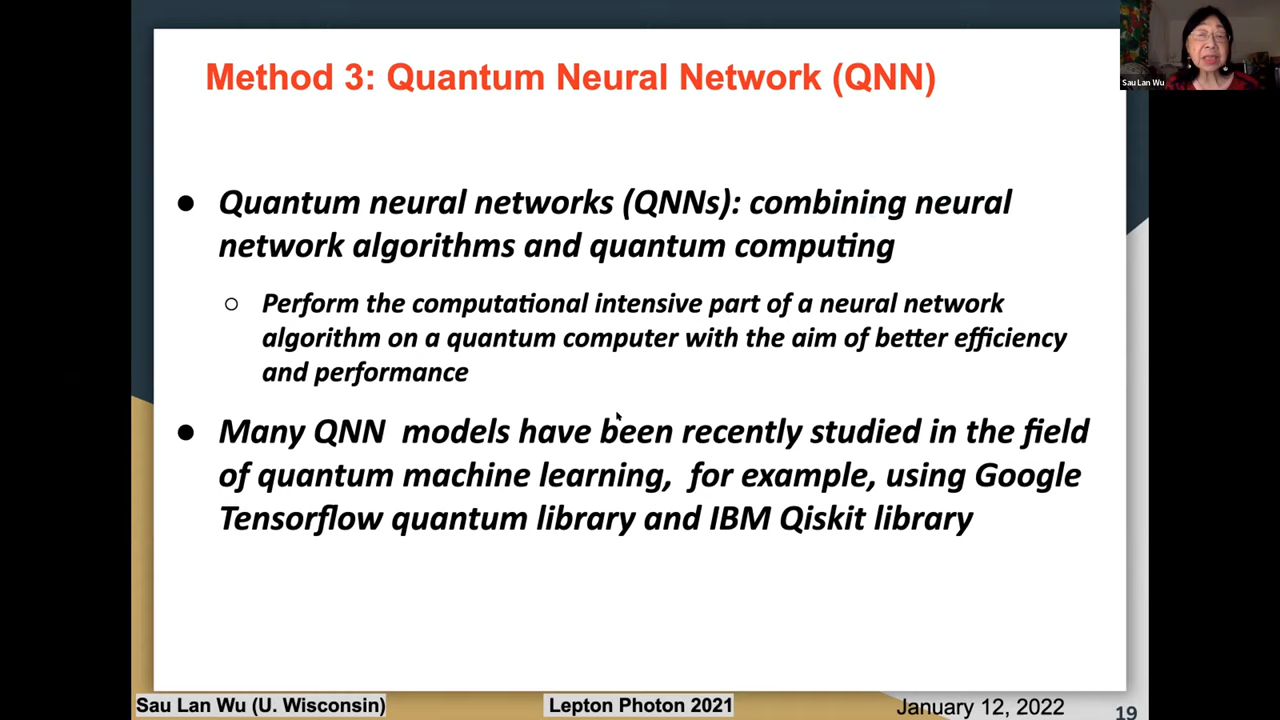 Method 3: Quantum Neural Network (QNN)
Sau Lan Wu
● Quantum neural networks (QNNs): combining neural
network algorithms and quantum computing
○ Perform the computational intensive part of a neural network
algorithm on a quantum computer with the aim of better efficiency
and performance
● Many QNN  models have been recently studied in the field
of quantum machine learning,  for example, using Google
Tensorflow quantum library and IBM Qiskit library
Sau Lan Wu (U. Wisconsin)
Lepton Photon 2021
January 12, 2022
19